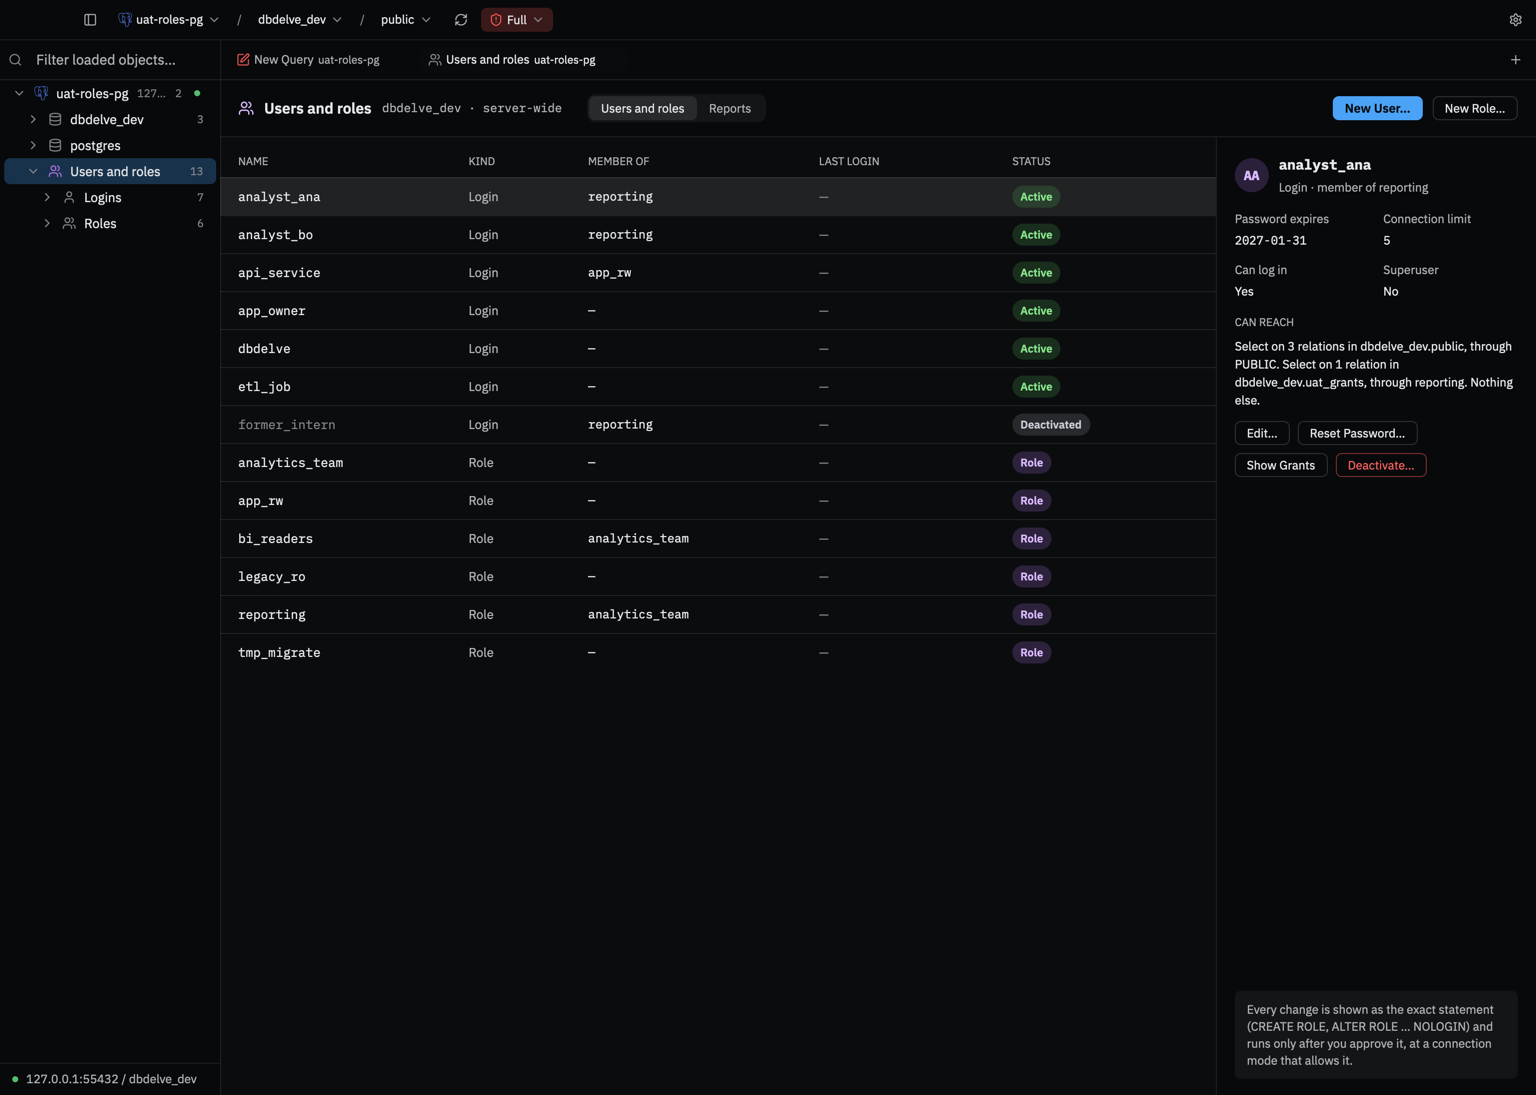 uat-roles-pg / dbdelve_dev / public Full
Filter loaded objects...
New Query uat-roles-pg
Users and roles uat-roles-pg
uat-roles-pg 127... 2
dbdelve_dev 3
postgres
Users and roles 13
Logins 7
Roles 6
Users and roles dbdelve_dev · server-wide
Users and roles Reports
New User... New Role...
NAME KIND MEMBER OF LAST LOGIN STATUS
analyst_ana Login reporting — Active
analyst_bo Login reporting — Active
api_service Login app_rw — Active
app_owner Login — — Active
dbdelve Login — — Active
etl_job Login — — Active
former_intern Login reporting — Deactivated
analytics_team Role — — Role
app_rw Role — — Role
bi_readers Role analytics_team — Role
legacy_ro Role — — Role
reporting Role analytics_team — Role
tmp_migrate Role — — Role
AA
analyst_ana
Login · member of reporting
Password expires Connection limit
2027-01-31 5
Can log in Superuser
Yes No
CAN REACH
Select on 3 relations in dbdelve_dev.public, through
PUBLIC. Select on 1 relation in
dbdelve_dev.uat_grants, through reporting. Nothing
else.
Edit... Reset Password...
Show Grants Deactivate...
Every change is shown as the exact statement
(CREATE ROLE, ALTER ROLE ... NOLOGIN) and
runs only after you approve it, at a connection
mode that allows it.
127.0.0.1:55432 / dbdelve_dev